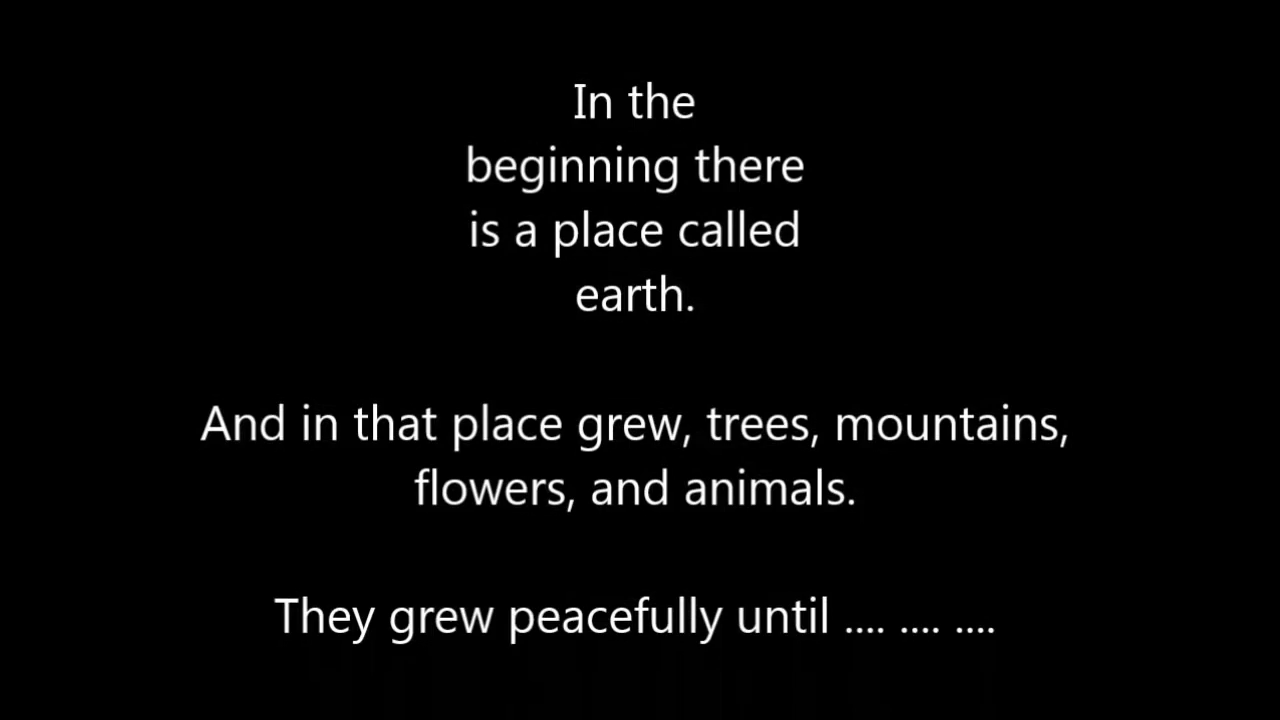 In the
beginning there
is a place called
earth.
And in that place grew, trees, mountains,
flowers, and animals.
They grew peacefully until .... .... ....